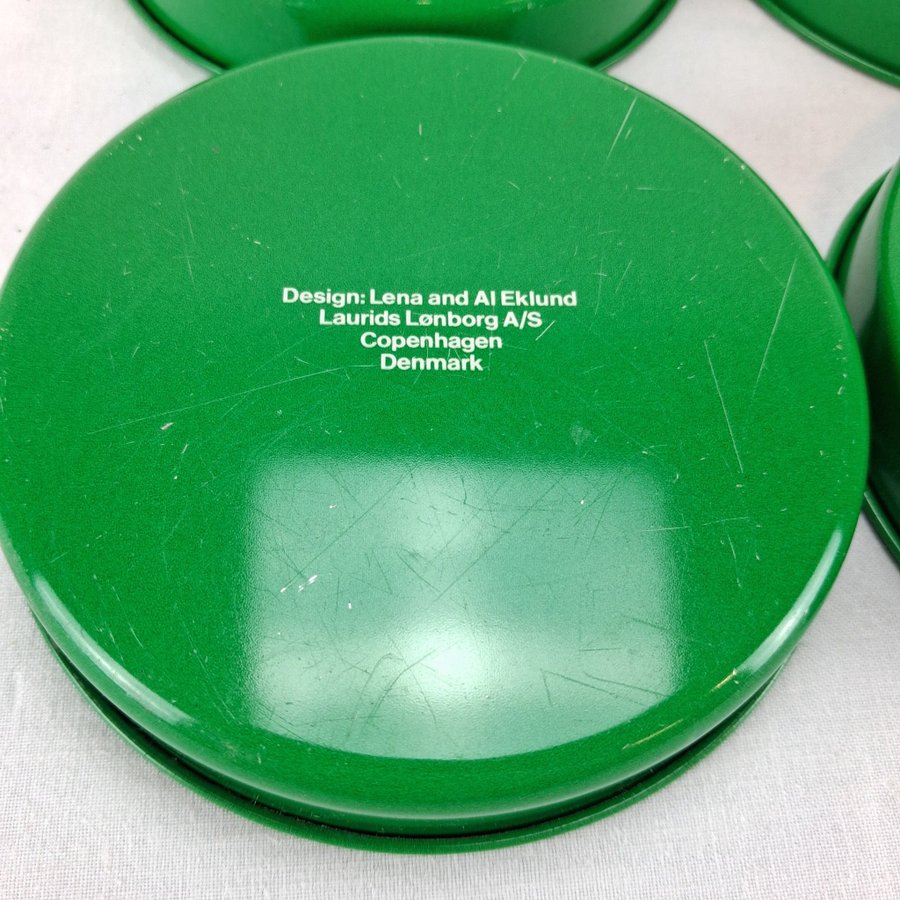 Design: Lena and Al Eklund
Laurids Lønborg A/S
Copenhagen
Denmark